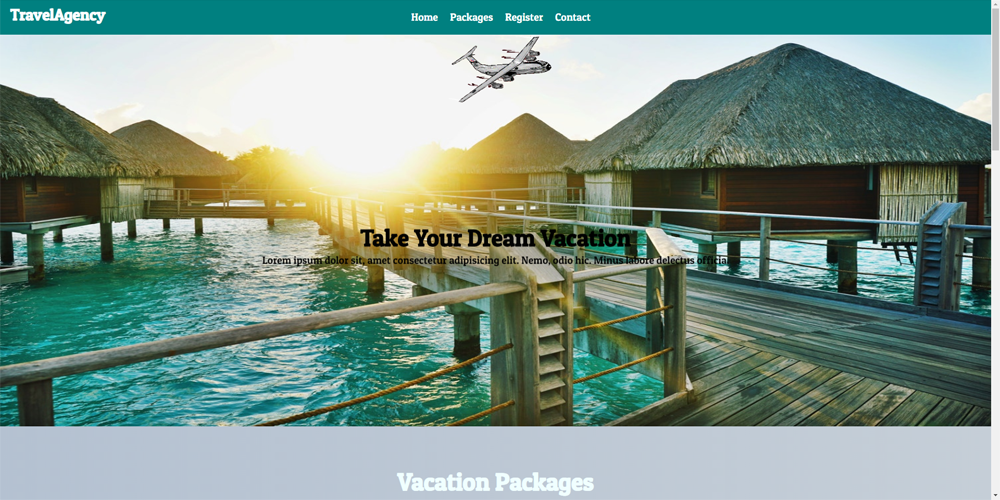 TravelAgency
Home Packages Register Contact
Take Your Dream Vacation
Lorem ipsum dolor sit, amet consectetur adipisicing elit. Nemo, odio hic. Minus labore delectus officia
Vacation Packages